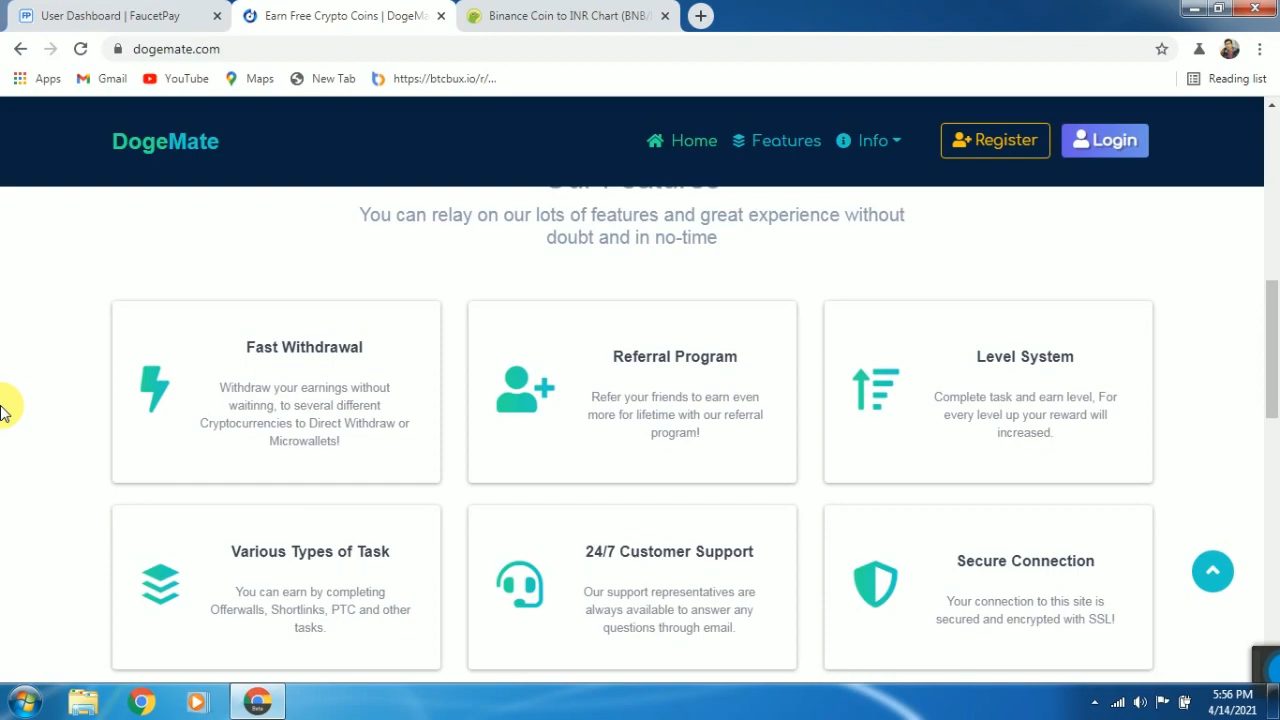 User Dashboard | FaucetPay
Earn Free Crypto Coins | DogeMa
Binance Coin to INR Chart (BNB/
dogemate.com
Apps Gmail YouTube Maps New Tab https://btcbux.io/r/... Reading list
DogeMate Home Features Info Register Login
Our Features
You can relay on our lots of features and great experience without
doubt and in no-time
Fast Withdrawal
Withdraw your earnings without
waitinng, to several different
Cryptocurrencies to Direct Withdraw or
Microwallets!
Referral Program
Refer your friends to earn even
more for lifetime with our referral
program!
Level System
Complete task and earn level, For
every level up your reward will
increased.
Various Types of Task
You can earn by completing
Offerwalls, Shortlinks, PTC and other
tasks.
24/7 Customer Support
Our support representatives are
always available to answer any
questions through email.
Secure Connection
Your connection to this site is
secured and encrypted with SSL!
Beta
5:56 PM
4/14/2021